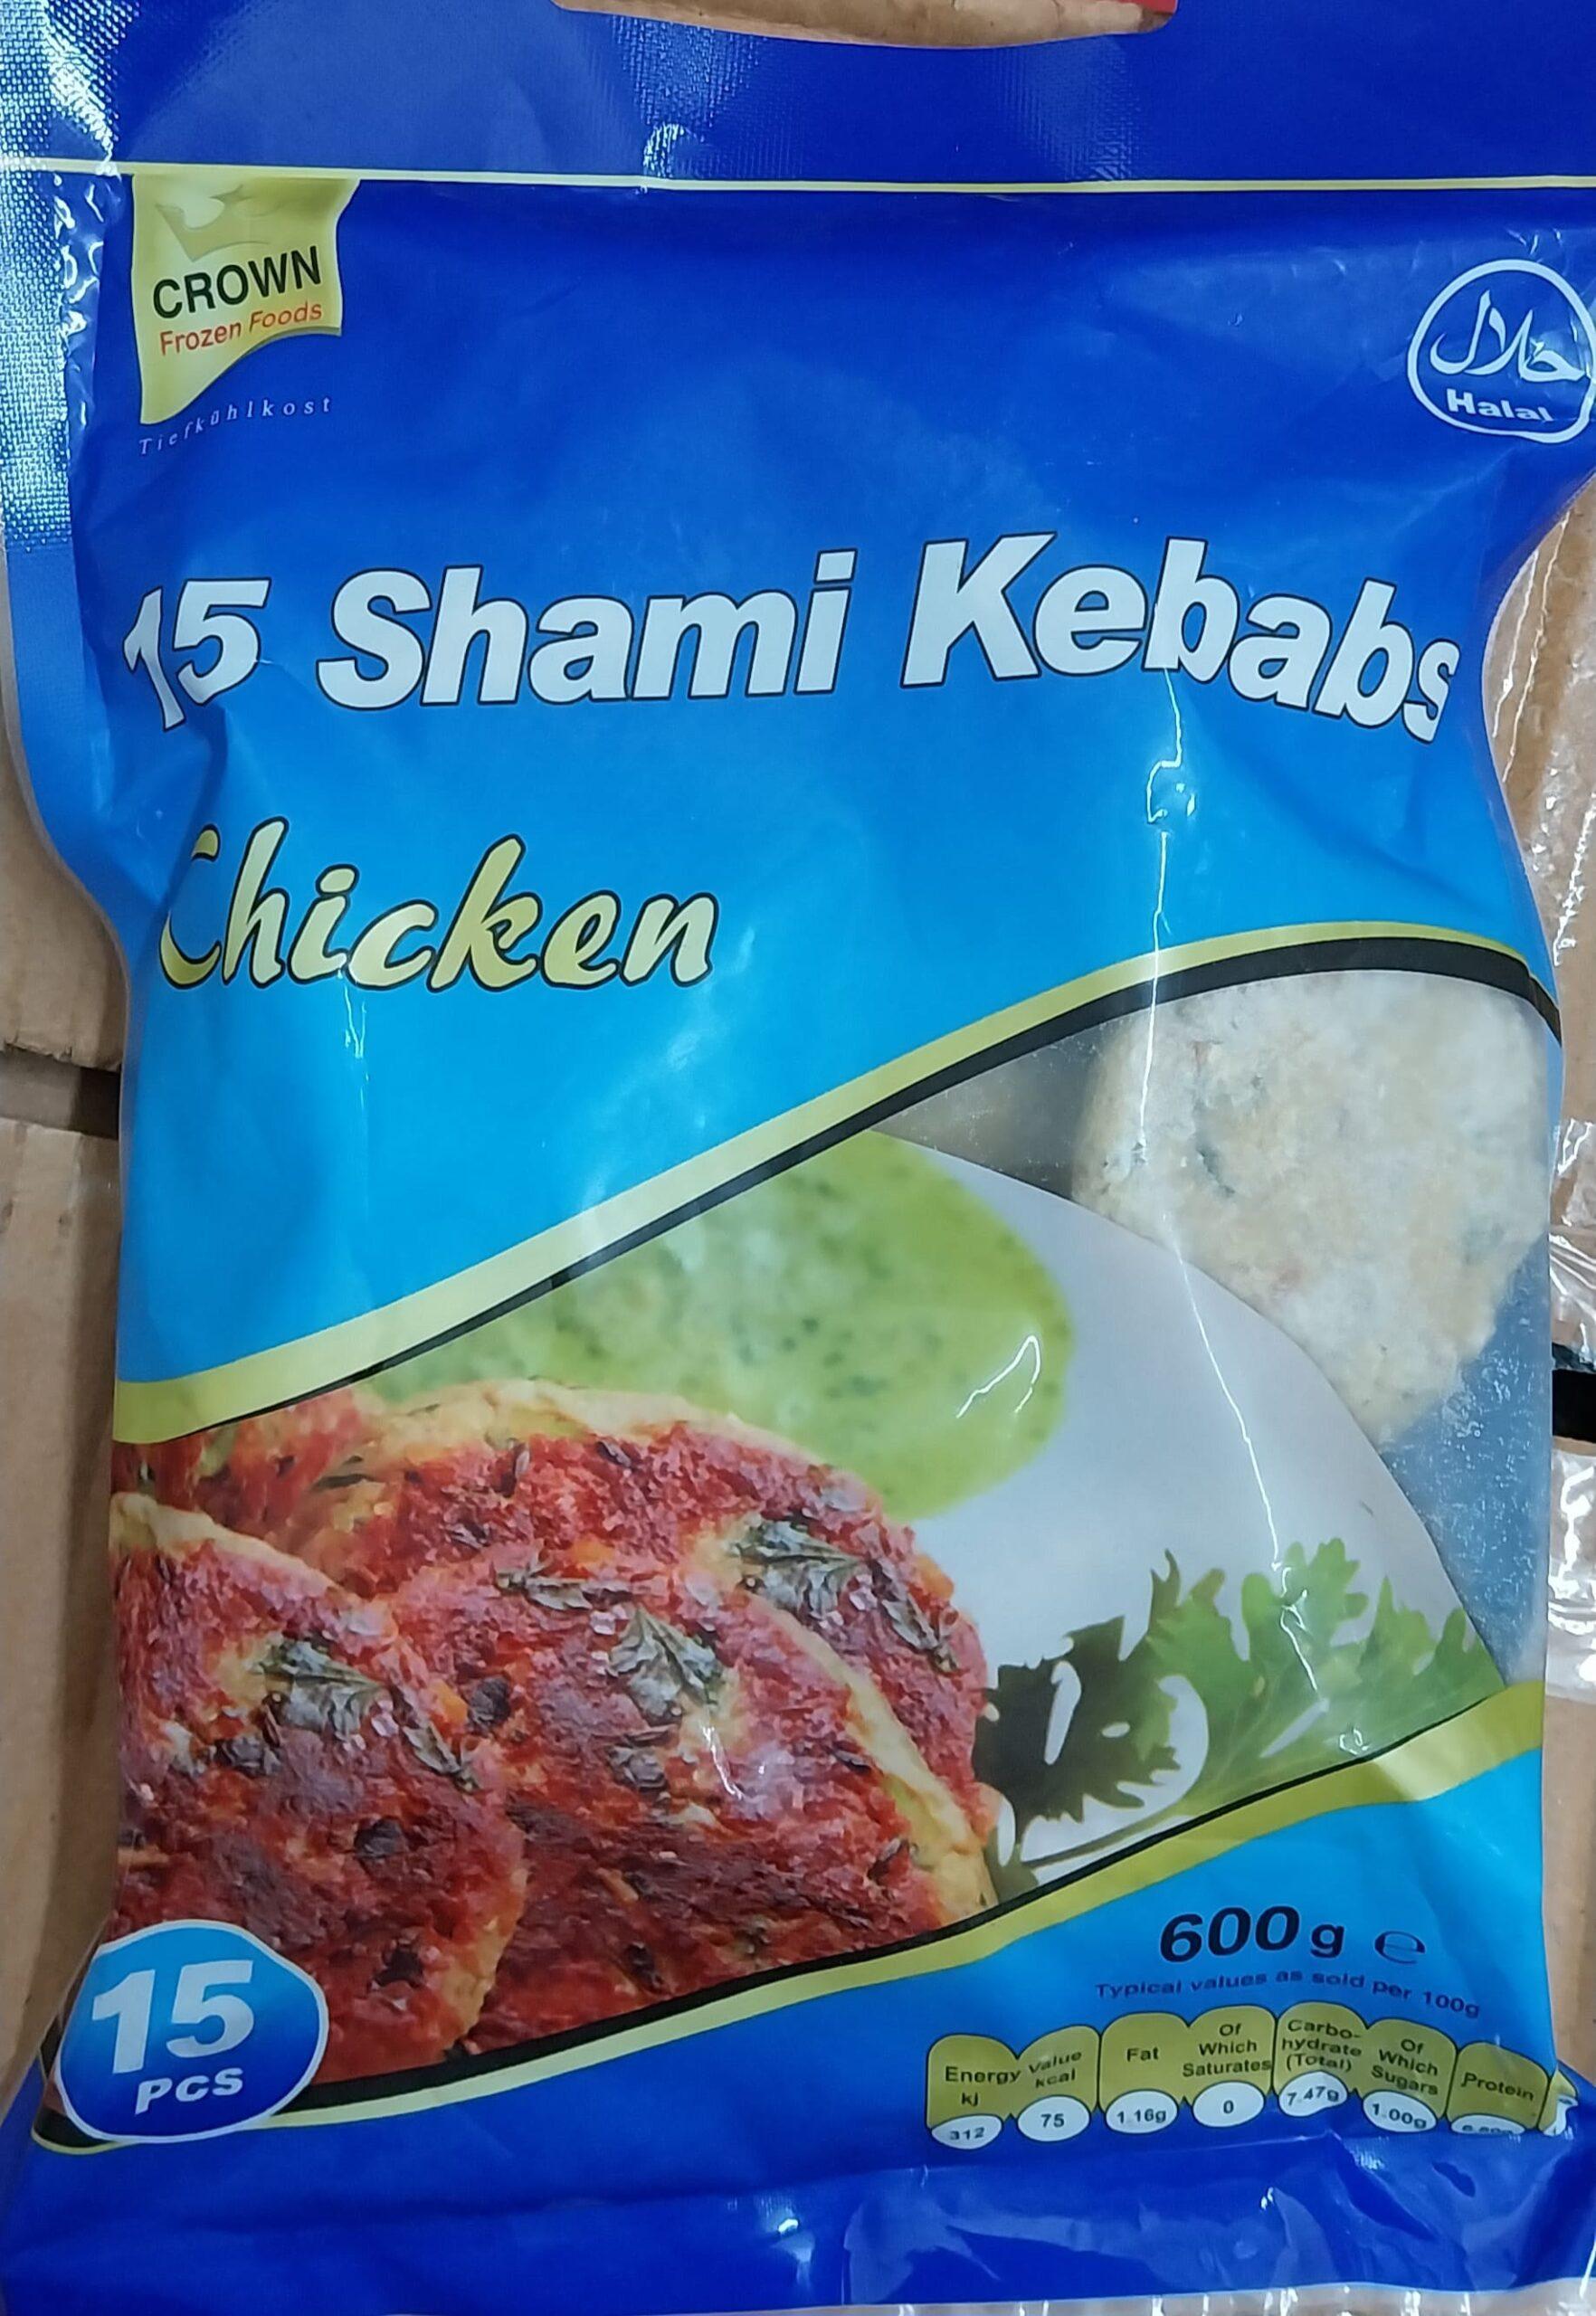 CROWN
Frozen Foods
Tiefkühlkost
حلال
Halal
15 Shami Kebabs
Chicken
15
PCS
600g e
Typical values as sold per 100g
Energy Value
kj kcal
312 75
Fat
1.16g
Of
Which
Saturates
0
Carbo-
hydrate
(Total)
7.47g
Of
Which
Sugars
1.00g
Protein